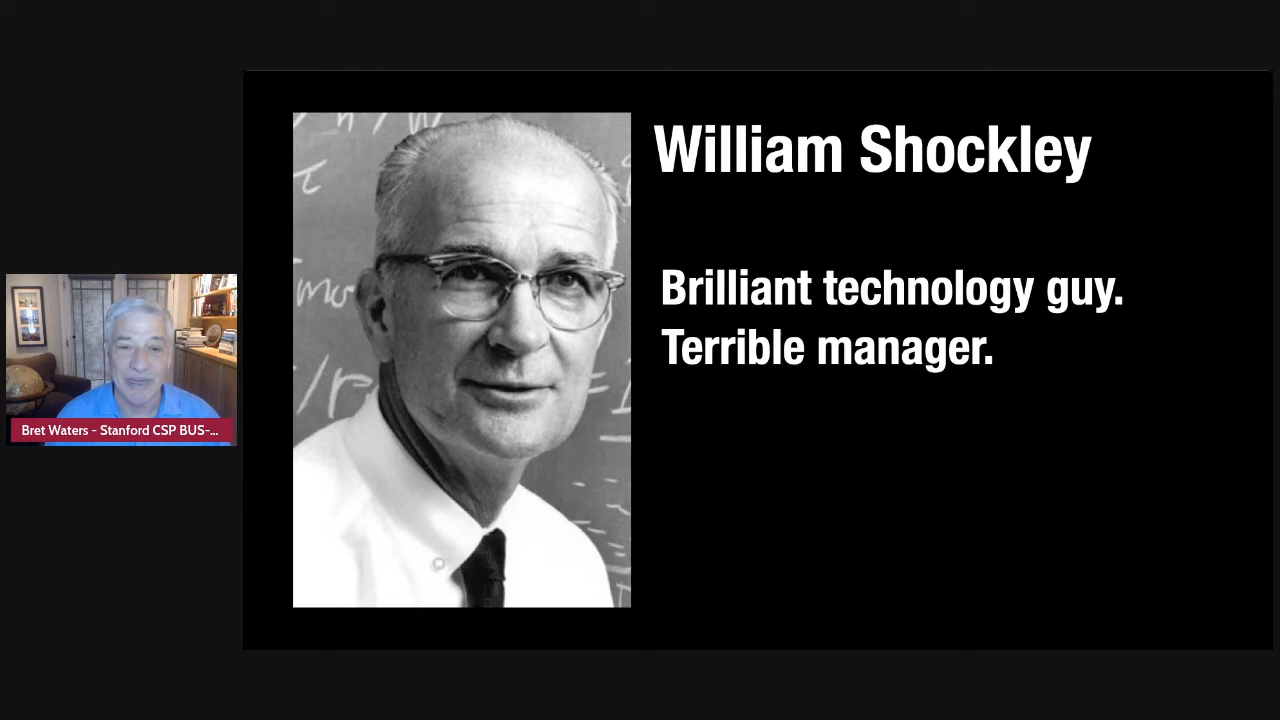 William Shockley
Brilliant technology guy.
Terrible manager.
Bret Waters - Stanford CSP BUS-...